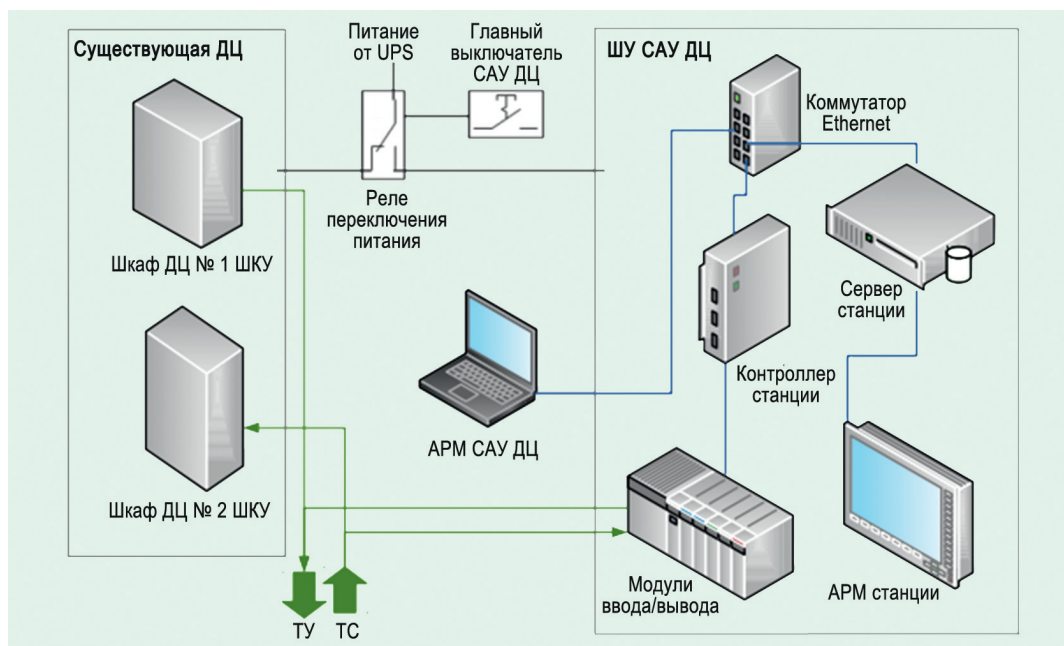 Существующая ДЦ
Питание
от UPS
Главный
выключатель
САУ ДЦ
ШУ САУ ДЦ
Коммутатор
Ethernet
Реле
переключения
питания
Шкаф ДЦ № 1 ШКУ
Сервер
станции
Контроллер
станции
АРМ САУ ДЦ
Шкаф ДЦ № 2 ШКУ
Модули
ввода/вывода
АРМ станции
ТУ
ТС